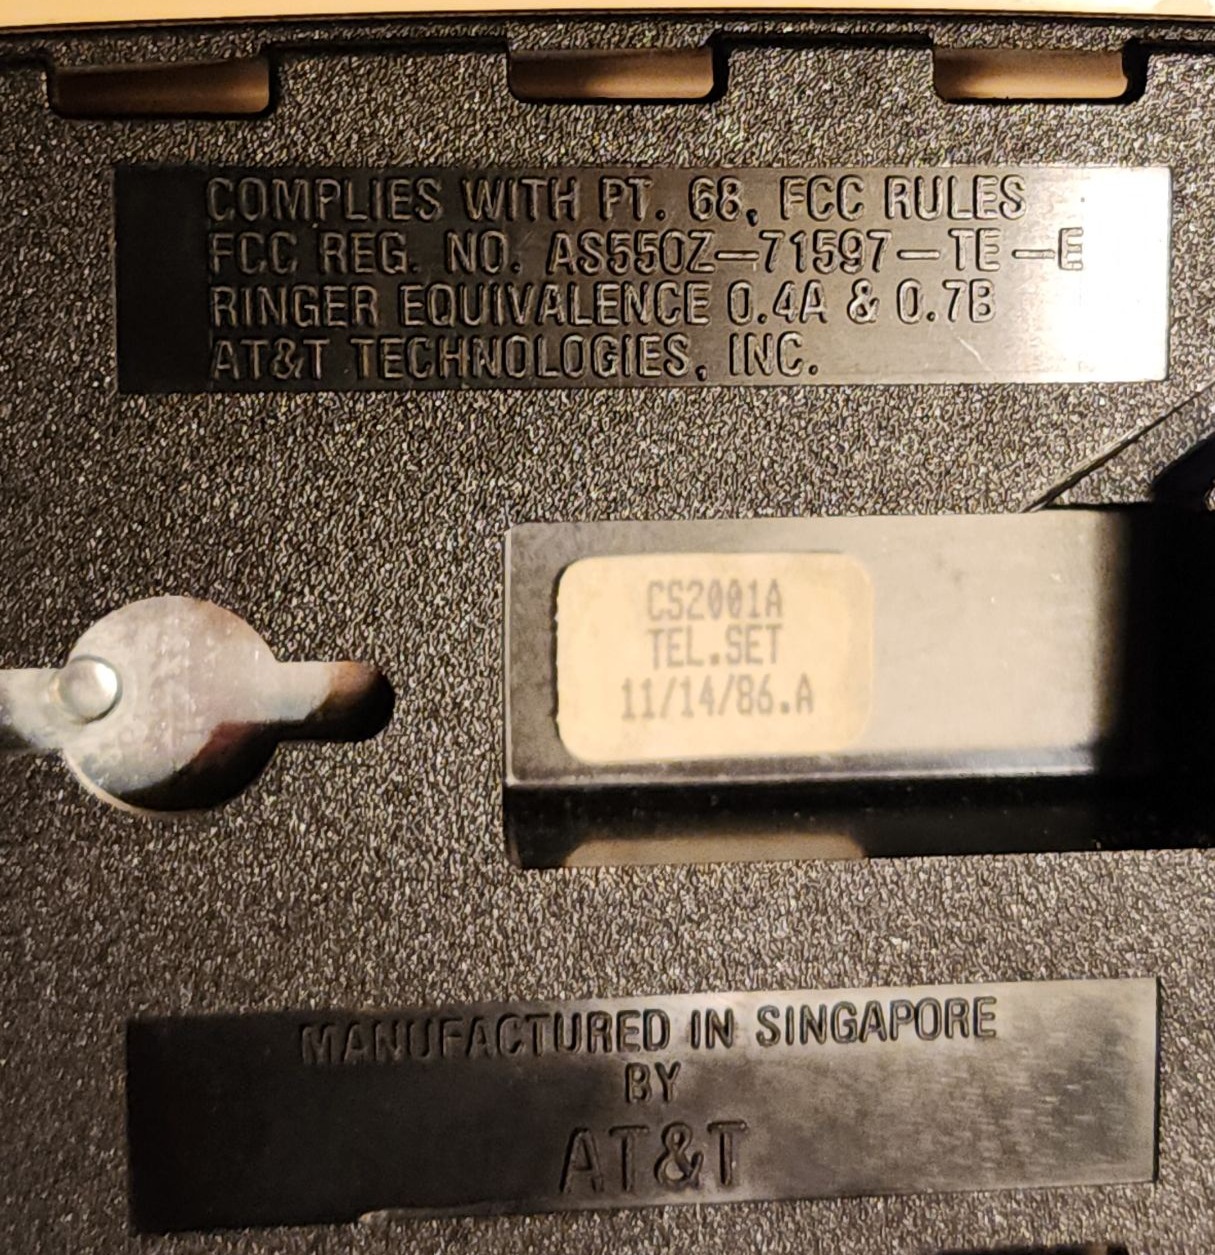 COMPLIES WITH PT. 68, FCC RULES
FCC REG. NO. AS55OZ-71597-TE-E
RINGER EQUIVALENCE 0.4A & 0.7B
AT&T TECHNOLOGIES, INC.
CS2001A
TEL.SET
11/14/86.A
MANUFACTURED IN SINGAPORE
BY
AT&T